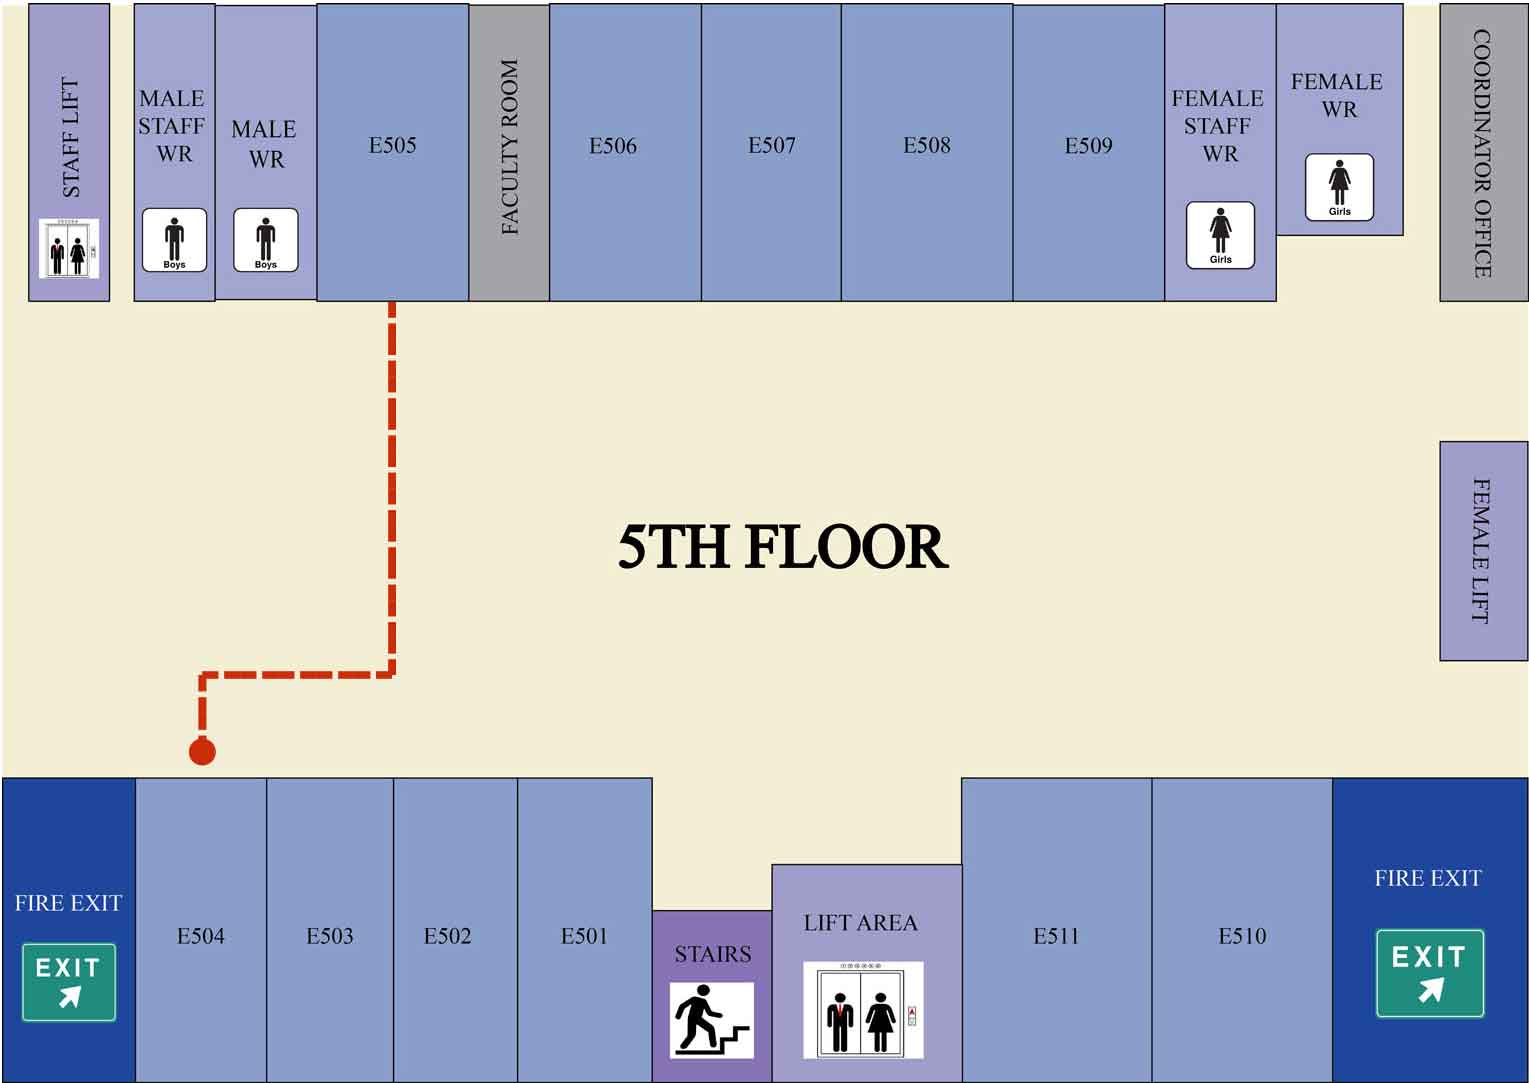 STAFF LIFT
MALE
STAFF
WR
Boys
MALE
WR
Boys
E505
FACULTY ROOM
E506
E507
E508
E509
FEMALE
STAFF
WR
Girls
FEMALE
WR
Girls
COORDINATOR OFFICE
5TH FLOOR
FEMALE LIFT
FIRE EXIT
EXIT
E504
E503
E502
E501
STAIRS
LIFT AREA
E511
E510
FIRE EXIT
EXIT